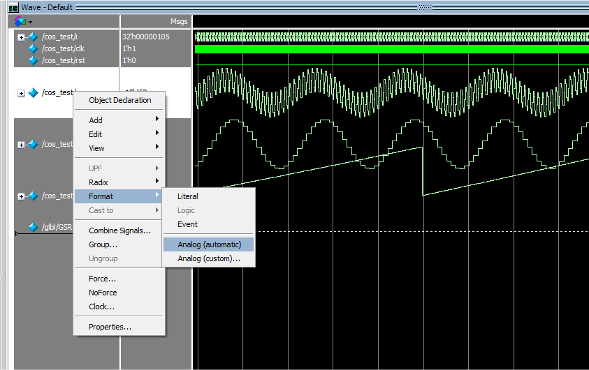 Wave - Default
Msgs
/cos_test/i 32'h00000105
/cos_test/clk 1'h1
/cos_test/rst 1'h0
/cos_test/
Object Declaration
Add
Edit
/cos_test
View
UPF
Radix
/cos_test
Format
Literal
Cast to
Logic
Event
/glbl/GSR
Combine Signals...
Group...
Analog (automatic)
Ungroup
Analog (custom)...
Force...
NoForce
Clock...
Properties...